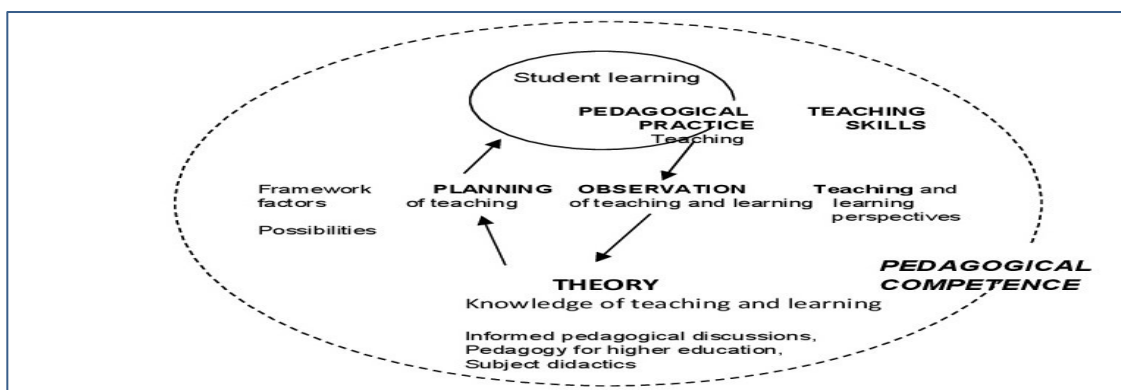 Student learning
PEDAGOGICAL
PRACTICE
Teaching
TEACHING
SKILLS
Framework
factors
Possibilities
PLANNING
of teaching
OBSERVATION
of teaching and learning
Teaching and
learning
perspectives
PEDAGOGICAL
COMPETENCE
THEORY
Knowledge of teaching and learning
Informed pedagogical discussions,
Pedagogy for higher education,
Subject didactics